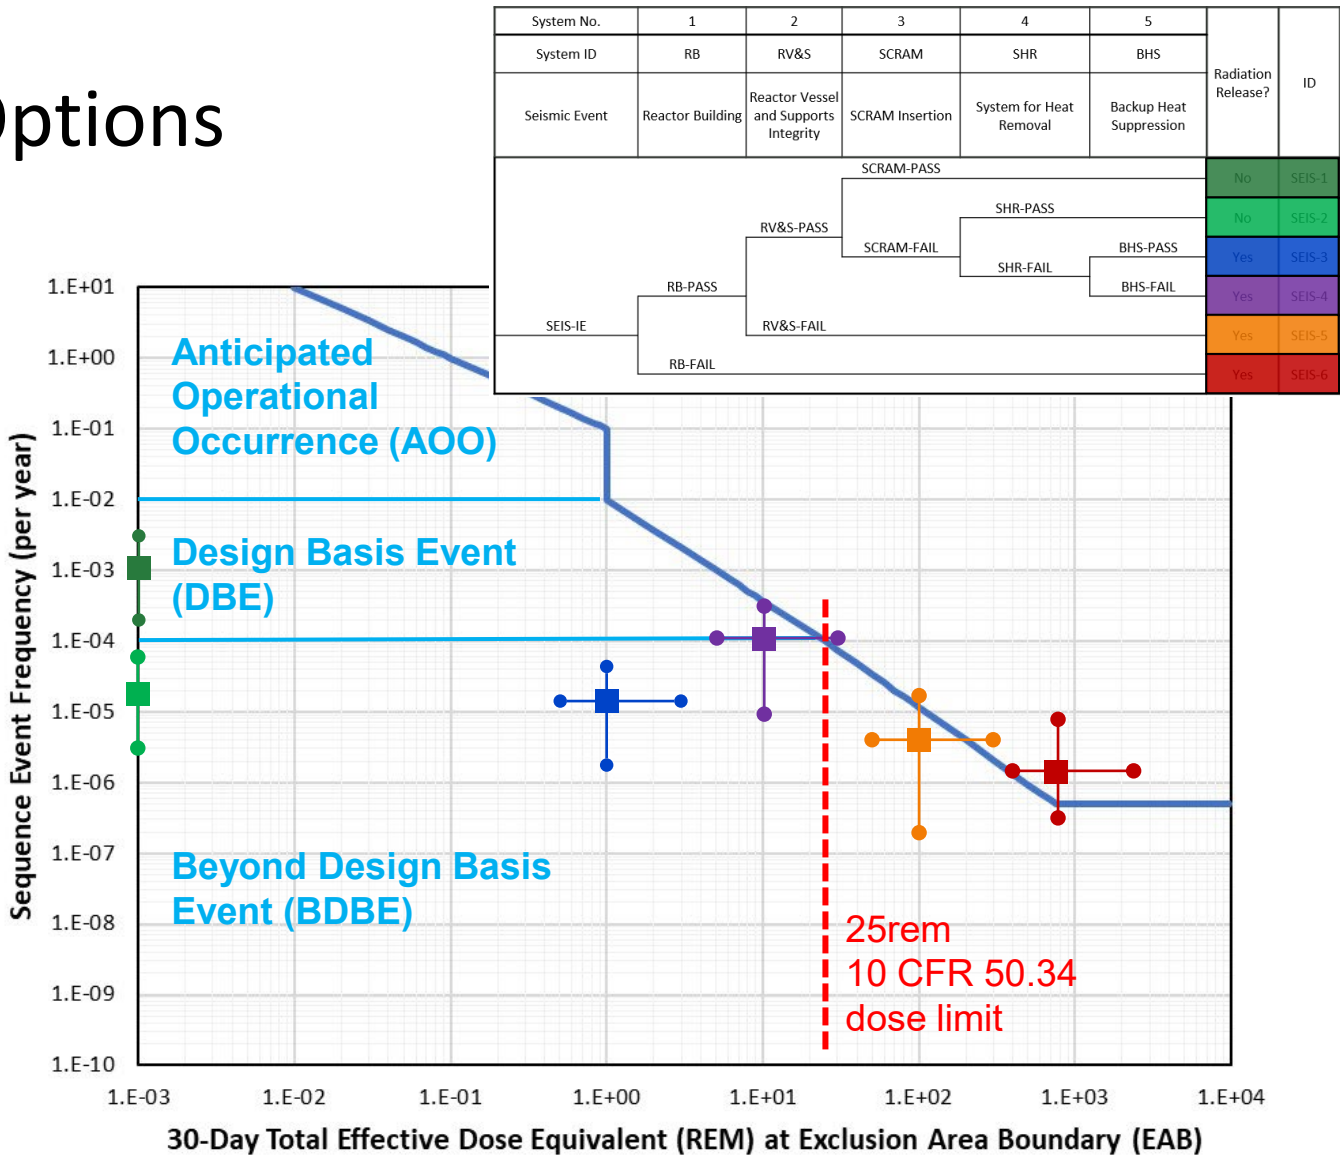 Options
System No. 1 2 3 4 5
System ID RB RV&S SCRAM SHR BHS
Radiation Release? ID
Seismic Event Reactor Building Reactor Vessel and Supports Integrity SCRAM Insertion System for Heat Removal Backup Heat Suppression
SCRAM-PASS
No SEIS-1
SHR-PASS
No SEIS-2
RV&S-PASS
SCRAM-FAIL
BHS-PASS
Yes SEIS-3
SHR-FAIL
RB-PASS
BHS-FAIL
Yes SEIS-4
SEIS-IE
RV&S-FAIL
Yes SEIS-5
RB-FAIL
Yes SEIS-6
Sequence Event Frequency (per year)
1.E+01
1.E+00
1.E-01
1.E-02
1.E-03
1.E-04
1.E-05
1.E-06
1.E-07
1.E-08
1.E-09
1.E-10
Anticipated
Operational
Occurrence (AOO)
Design Basis Event
(DBE)
Beyond Design Basis
Event (BDBE)
25rem
10 CFR 50.34
dose limit
1.E-03 1.E-02 1.E-01 1.E+00 1.E+01 1.E+02 1.E+03 1.E+04
30-Day Total Effective Dose Equivalent (REM) at Exclusion Area Boundary (EAB)